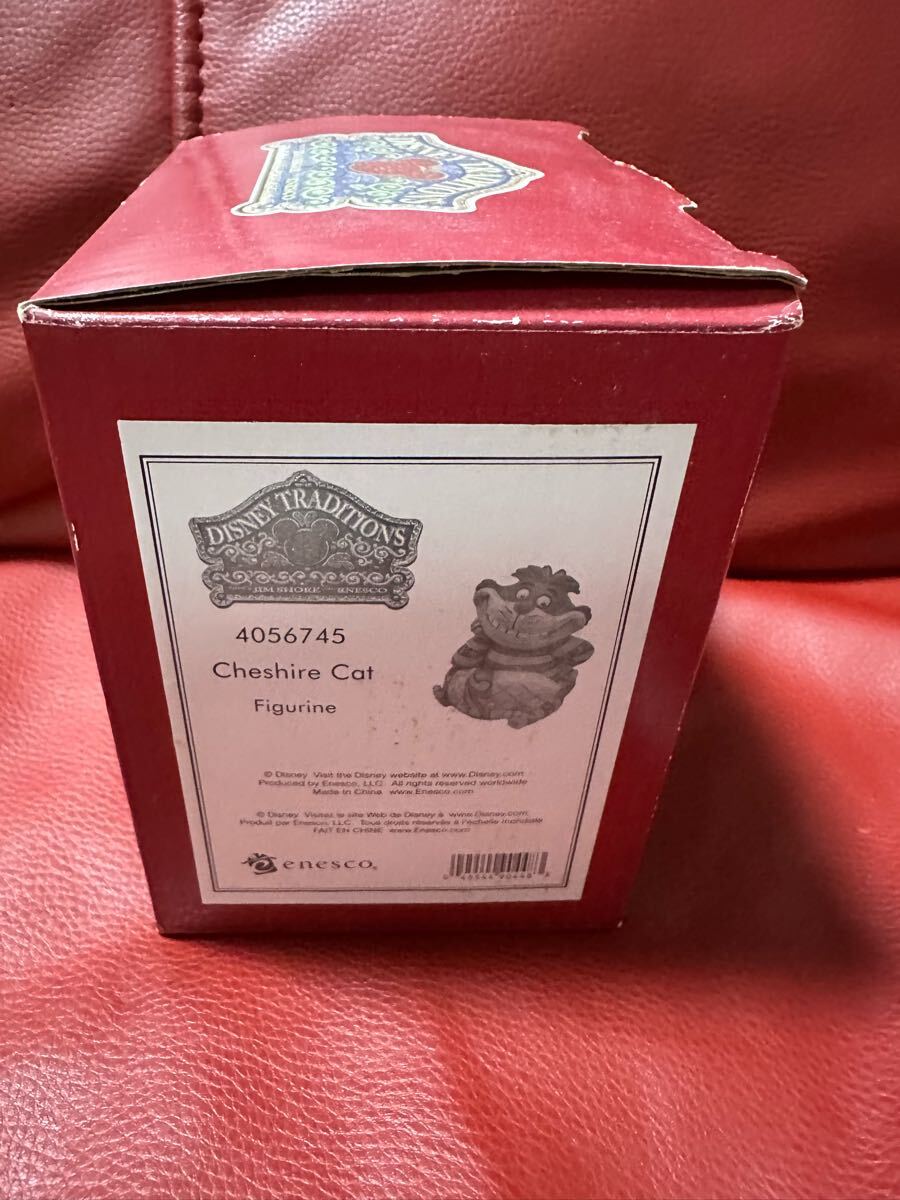 DISNEY TRADITIONS
JIM SHORE ENESCO
4056745
Cheshire Cat
Figurine
© Disney Visit the Disney website at www.Disney.com
Produced by Enesco, LLC. All rights reserved worldwide
Made in China www.Enesco.com
© Disney Visitez le site Web de Disney à www.Disney.com
Produit par Enesco, LLC. Tous droits réservés à l'échelle mondiale
FAIT EN CHINE www.Enesco.com
enesco®